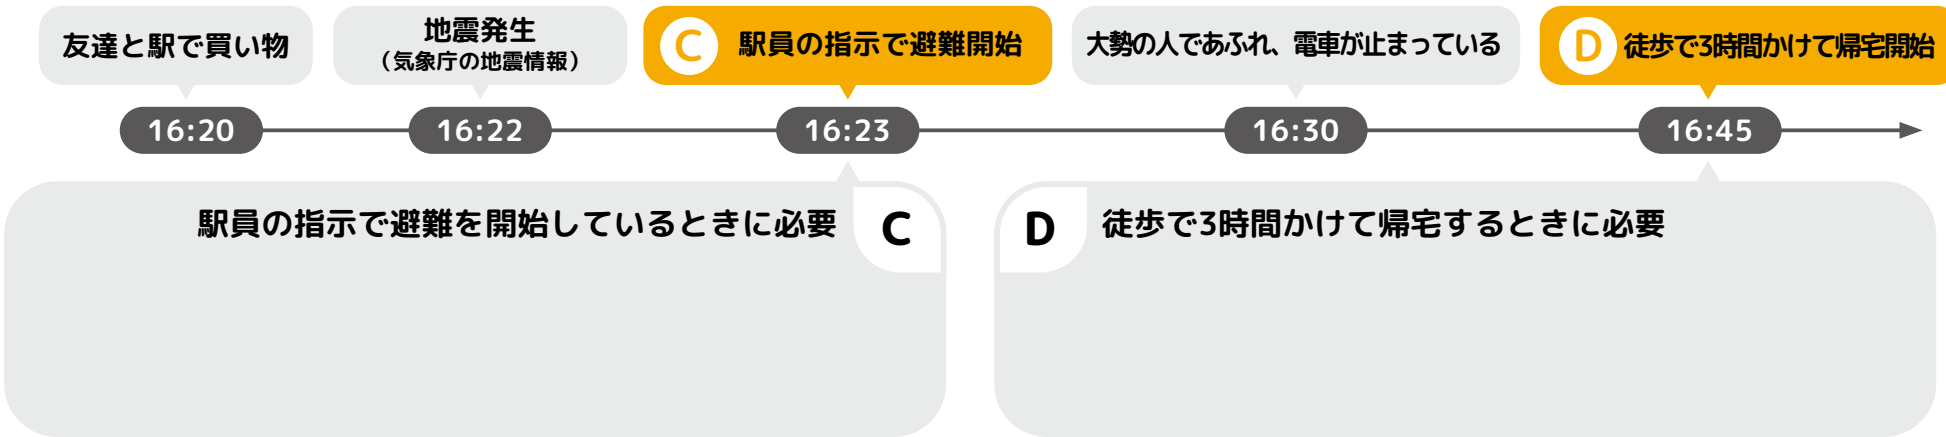 友達と駅で買い物
地震発生
（気象庁の地震情報）
C 駅員の指示で避難開始
大勢の人であふれ、電車が止まっている
D 徒歩で3時間かけて帰宅開始
16:20
16:22
16:23
16:30
16:45
駅員の指示で避難を開始しているときに必要 C
D 徒歩で3時間かけて帰宅するときに必要